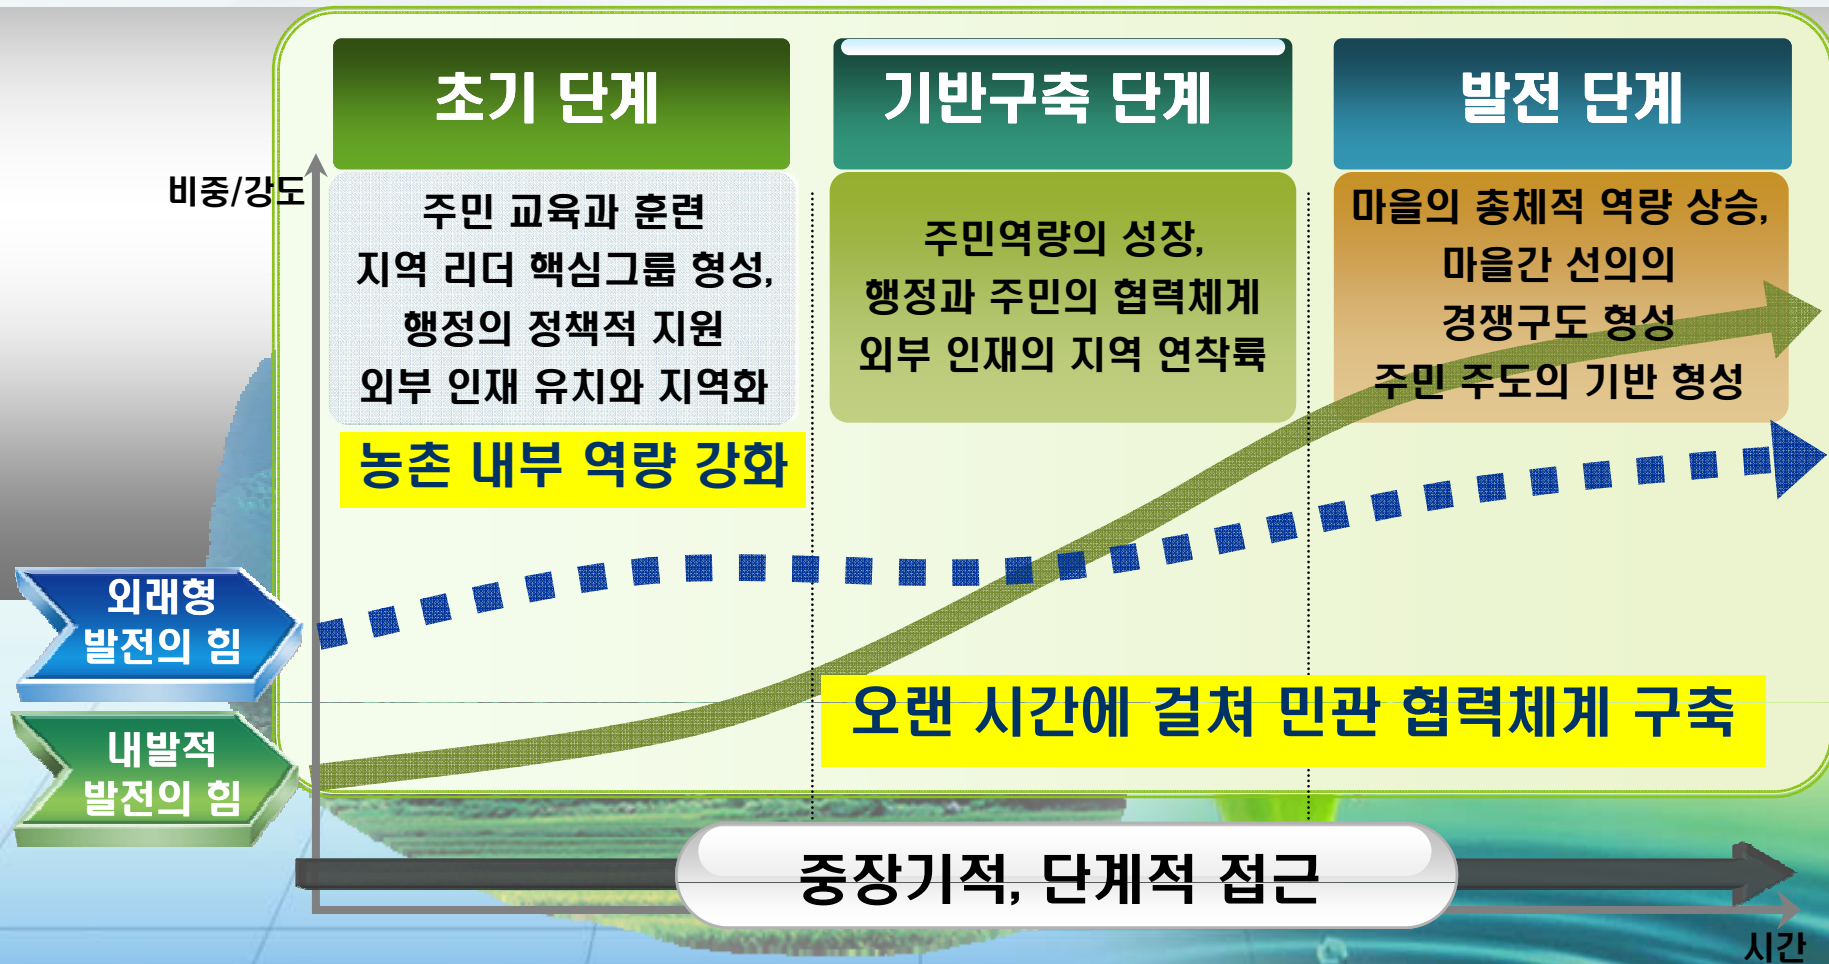 초기 단계
기반구축 단계
발전 단계
비중/강도
주민 교육과 훈련
지역 리더 핵심그룹 형성,
행정의 정책적 지원
외부 인재 유치와 지역화
주민역량의 성장,
행정과 주민의 협력체계
외부 인재의 지역 연착륙
마을의 총체적 역량 상승,
마을간 선의의
경쟁구도 형성
주민 주도의 기반 형성
농촌 내부 역량 강화
외래형
발전의 힘
오랜 시간에 걸쳐 민관 협력체계 구축
내발적
발전의 힘
중장기적, 단계적 접근
시간